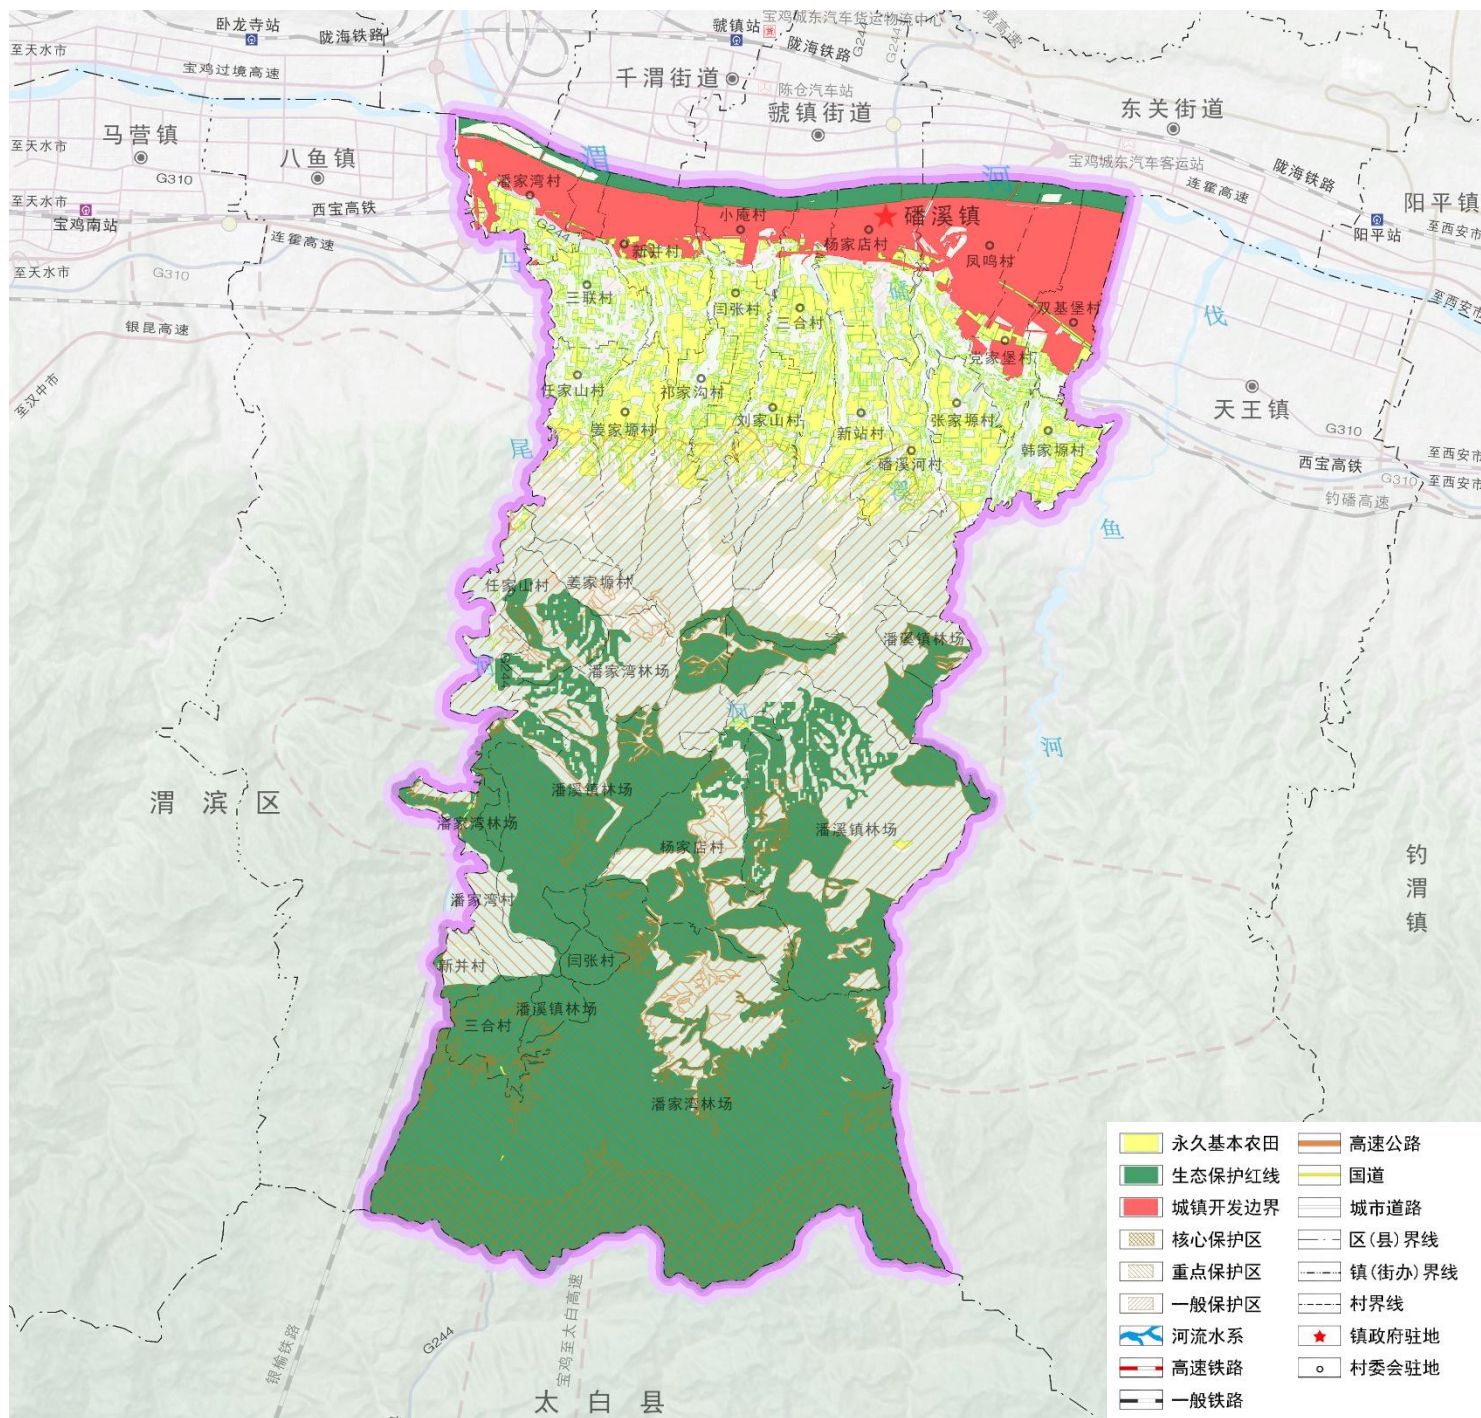 卧龙寺站
虢镇站
宝鸡城东汽车货运物流中心
至天水市
陇海铁路
陇海铁路
G244
G244
宝鸡过境高速
千渭街道
陈仓汽车站
虢镇街道
东关街道
马营镇
八鱼镇
至天水市
G310
宝鸡城东汽车客运站
陇海铁路
连霍高速
阳平镇
渭
河
潘家湾村
至天水市
宝鸡南站
西宝高铁
连霍高速
小庵村
磻溪镇
阳平站
至西安市
G244
新井村
杨家店村
凤鸣村
至天水市
G310
马
三联村
闫张村
三合村
磻
双基堡村
伐
至西安市
银昆高速
党家堡村
至汉中市
任家山村
祁家沟村
姜家塬村
刘家山村
新站村
张家塬村
天王镇
G310
尾
磻溪河村
韩家塬村
西宝高铁
至西安市
G310
至西安市
溪
钓磻高速
鱼
任家山村
姜家塬村
潘溪镇林场
河
G244
潘家湾林场
河
河
渭滨区
潘溪镇林场
潘家湾林场
潘溪镇林场
杨家店村
钓渭镇
潘家湾村
新井村
闫张村
潘溪镇林场
三合村
潘家湾林场
银榆铁路
G244
宝鸡至太白高速
太白县
永久基本农田
高速公路
生态保护红线
国道
城镇开发边界
城市道路
核心保护区
区(县)界线
重点保护区
镇(街办)界线
一般保护区
村界线
河流水系
镇政府驻地
高速铁路
村委会驻地
一般铁路